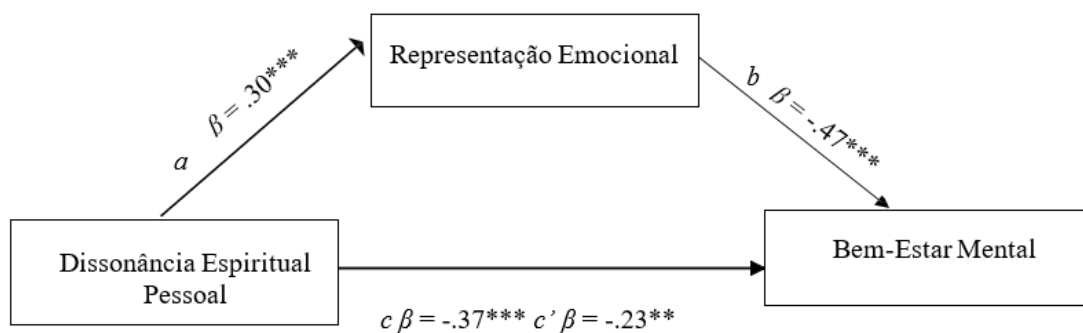 Representação Emocional
a β = .30***
b β = -.47***
Dissonância Espiritual
Pessoal
Bem-Estar Mental
c β = -.37*** c’ β = -.23**